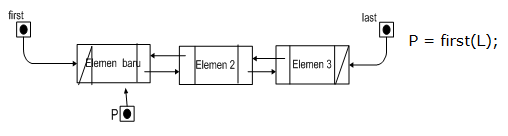 first
last
P = first(L);
Elemen baru
Elemen 2
Elemen 3
P